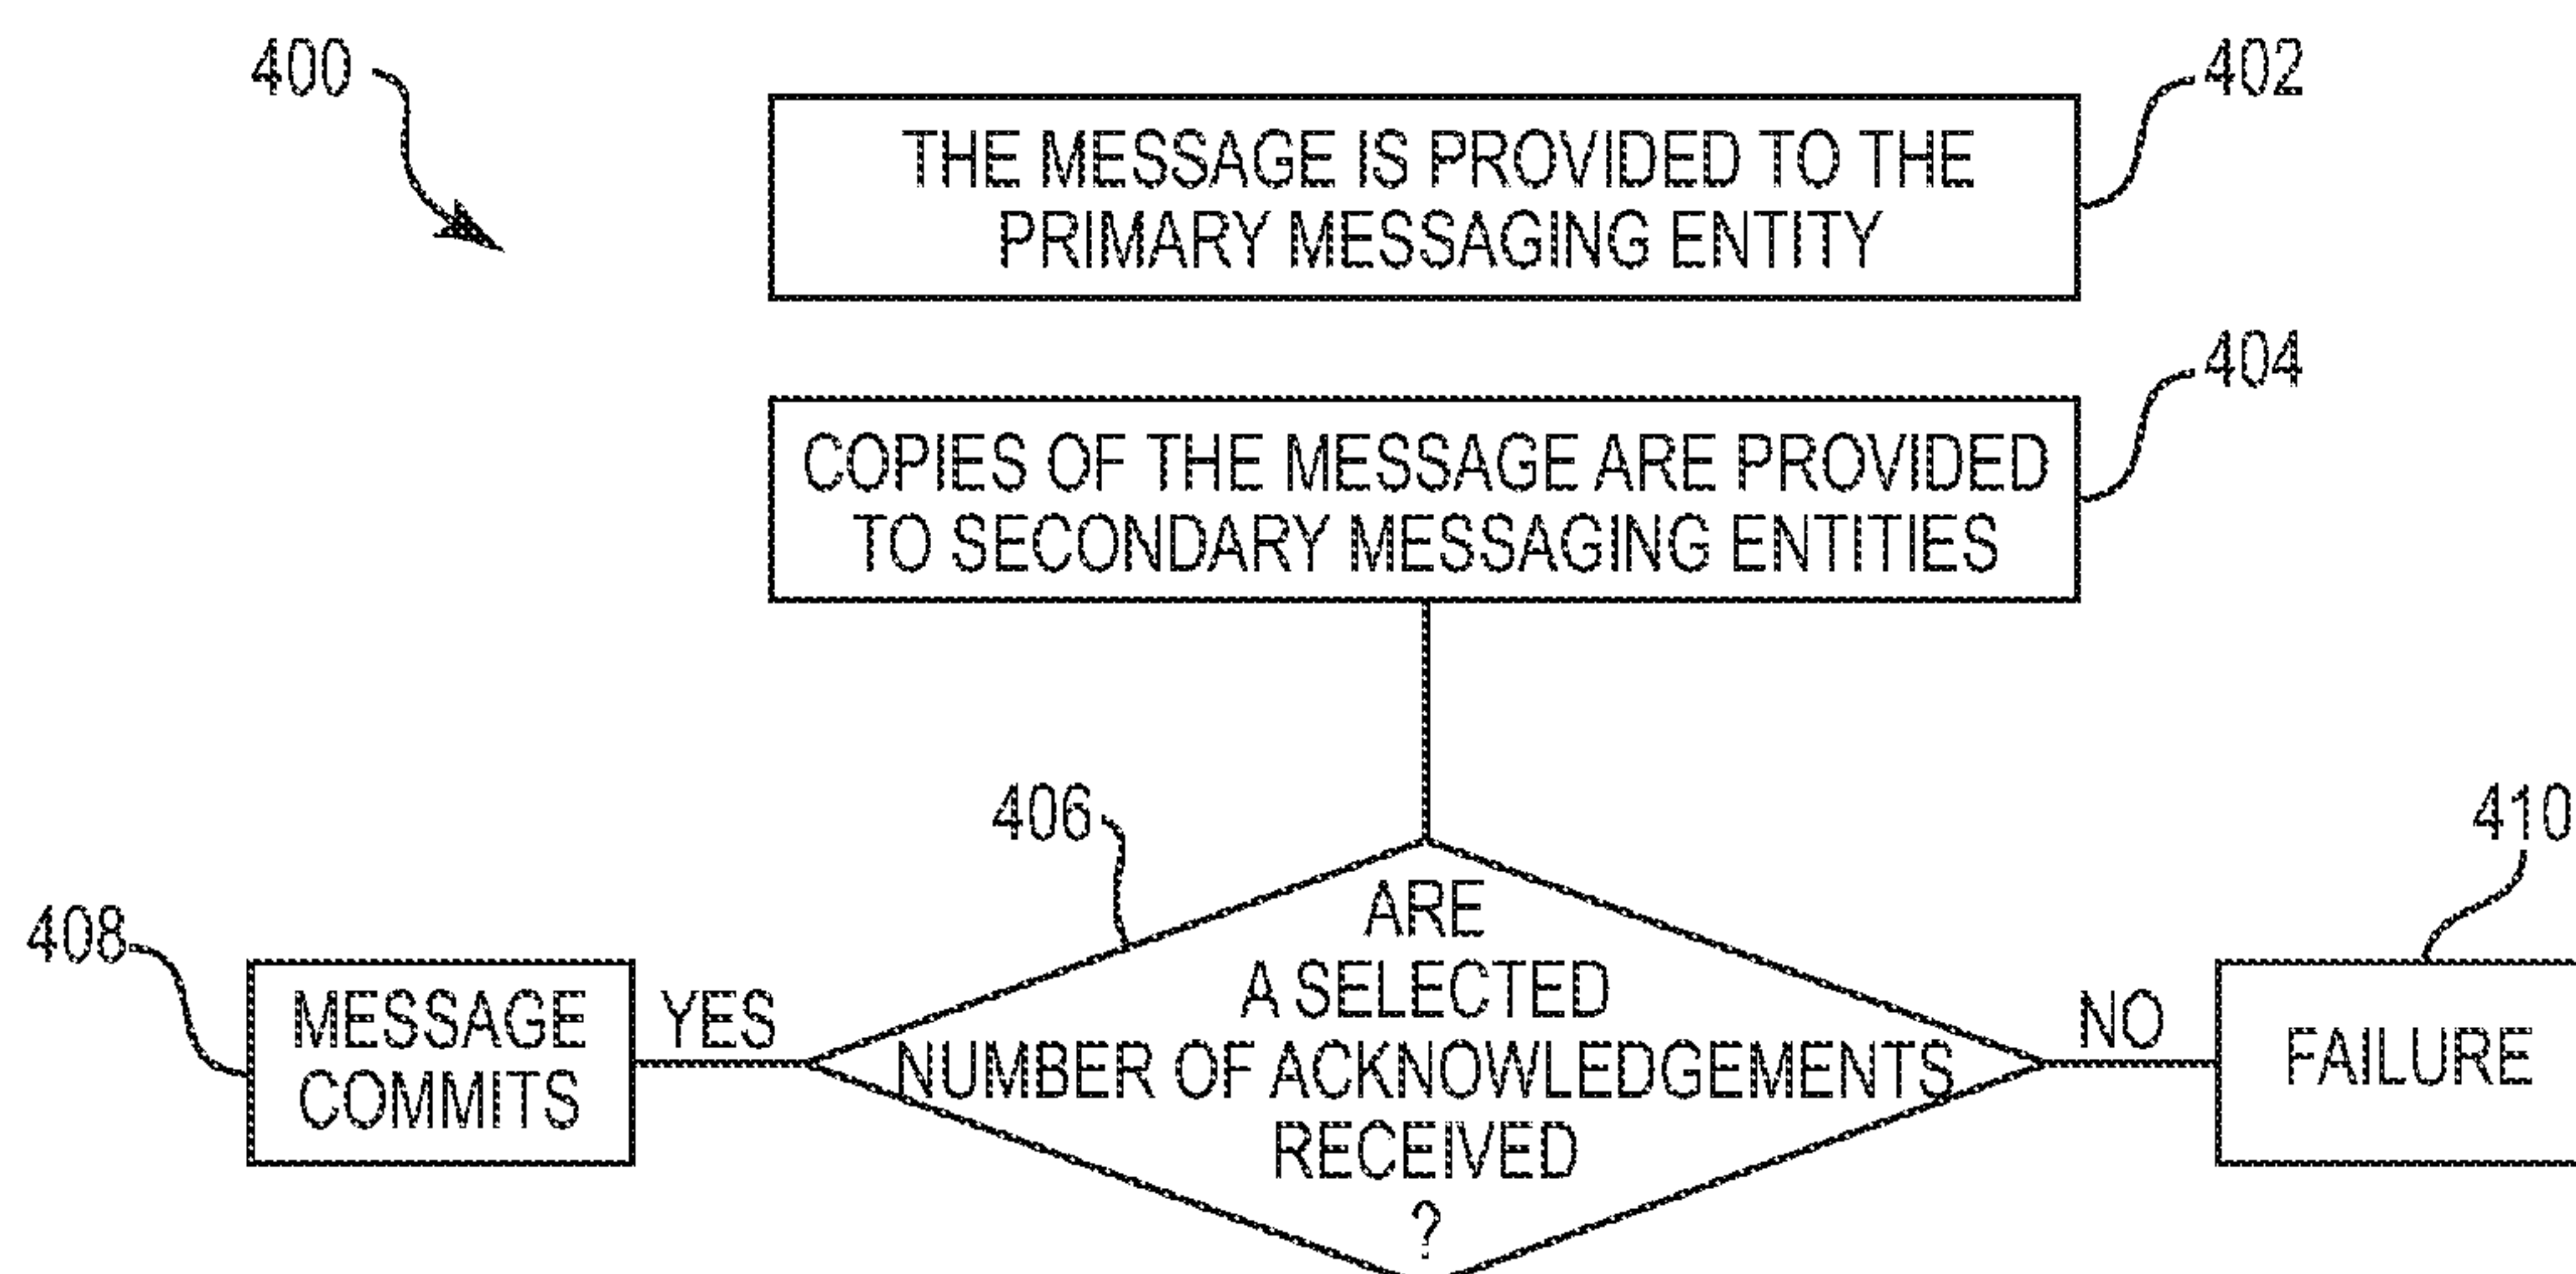 400
402
THE MESSAGE IS PROVIDED TO THE
PRIMARY MESSAGING ENTITY
404
COPIES OF THE MESSAGE ARE PROVIDED
TO SECONDARY MESSAGING ENTITIES
406
410
408
MESSAGE
COMMITS
YES
ARE
A SELECTED
NUMBER OF ACKNOWLEDGEMENTS
RECEIVED
?
NO
FAILURE